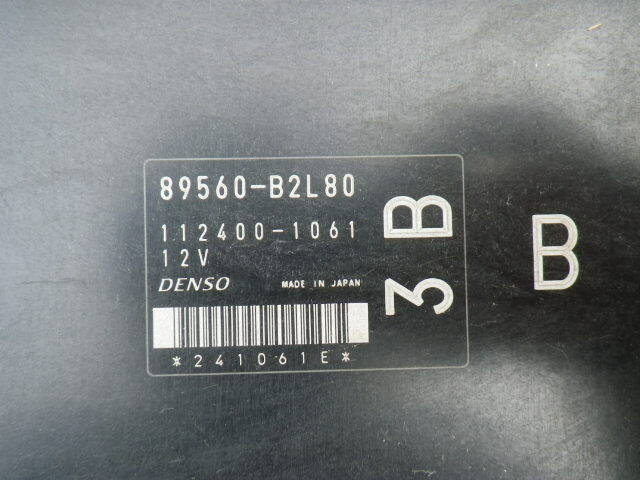 89560-B2L80
112400-1061
12V
DENSO MADE IN JAPAN
*241061E*
3B
B